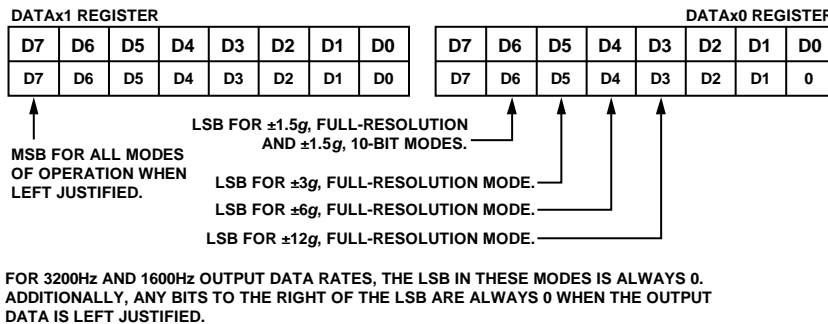 DATAx1 REGISTER
DATAx0 REGISTER
D7 D6 D5 D4 D3 D2 D1 D0
D7 D6 D5 D4 D3 D2 D1 D0
D7 D6 D5 D4 D3 D2 D1 D0
D7 D6 D5 D4 D3 D2 D1 0
MSB FOR ALL MODES
OF OPERATION WHEN
LEFT JUSTIFIED.
LSB FOR ±1.5g, FULL-RESOLUTION
AND ±1.5g, 10-BIT MODES.
LSB FOR ±3g, FULL-RESOLUTION MODE.
LSB FOR ±6g, FULL-RESOLUTION MODE.
LSB FOR ±12g, FULL-RESOLUTION MODE.
FOR 3200Hz AND 1600Hz OUTPUT DATA RATES, THE LSB IN THESE MODES IS ALWAYS 0.
ADDITIONALLY, ANY BITS TO THE RIGHT OF THE LSB ARE ALWAYS 0 WHEN THE OUTPUT
DATA IS LEFT JUSTIFIED.